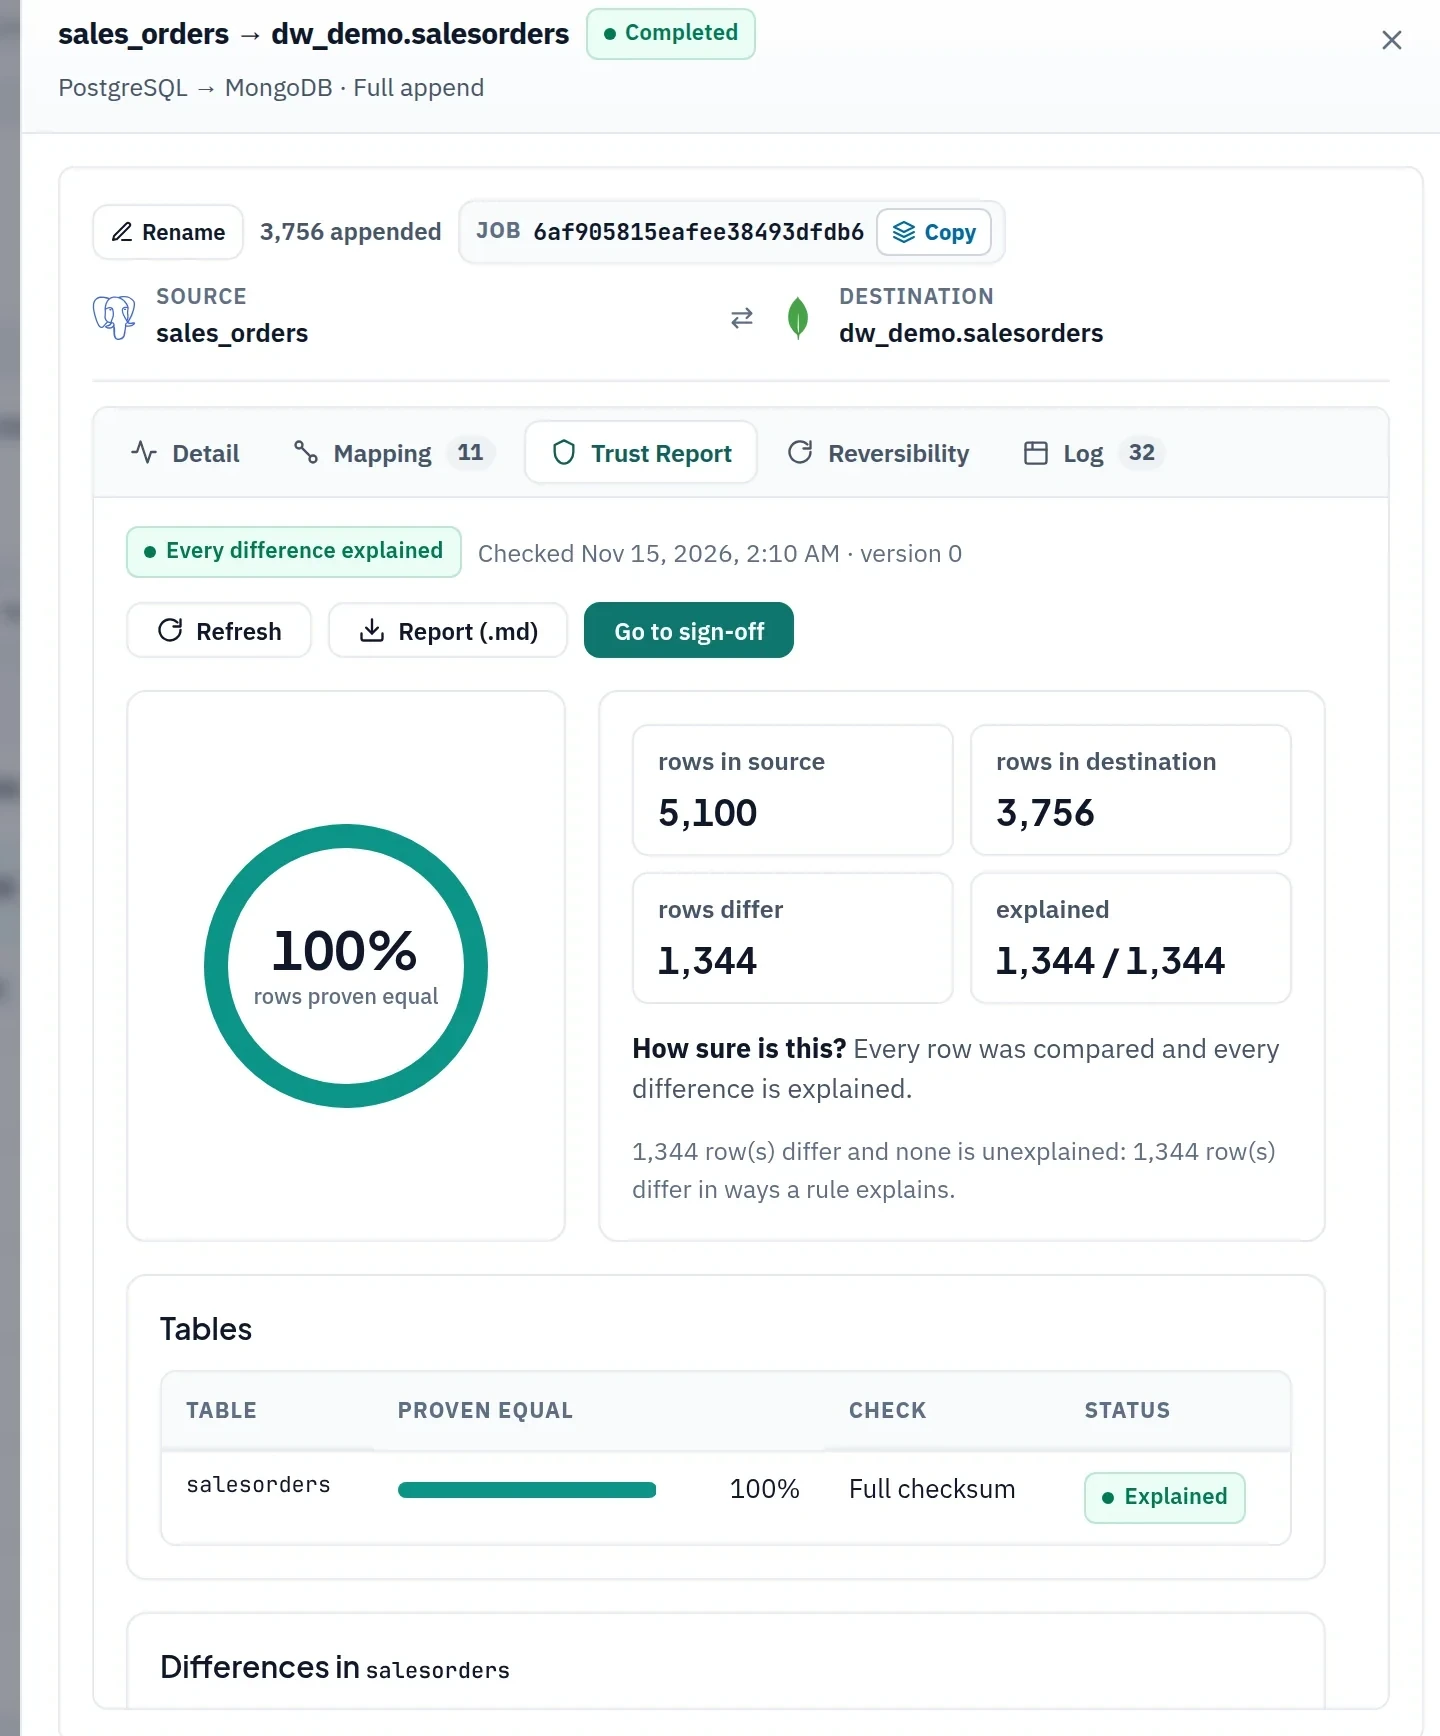 sales_orders → dw_demo.salesorders
Completed
PostgreSQL → MongoDB · Full append
Rename
3,756 appended
JOB 6af905815eafee38493dfdb6
Copy
SOURCE
sales_orders
DESTINATION
dw_demo.salesorders
Detail
Mapping 11
Trust Report
Reversibility
Log 32
Every difference explained
Checked Nov 15, 2026, 2:10 AM · version 0
Refresh
Report (.md)
Go to sign-off
100%
rows proven equal
rows in source
5,100
rows in destination
3,756
rows differ
1,344
explained
1,344 / 1,344
How sure is this? Every row was compared and every
difference is explained.
1,344 row(s) differ and none is unexplained: 1,344 row(s)
differ in ways a rule explains.
Tables
TABLE PROVEN EQUAL CHECK STATUS
salesorders 100% Full checksum Explained
Differences in salesorders